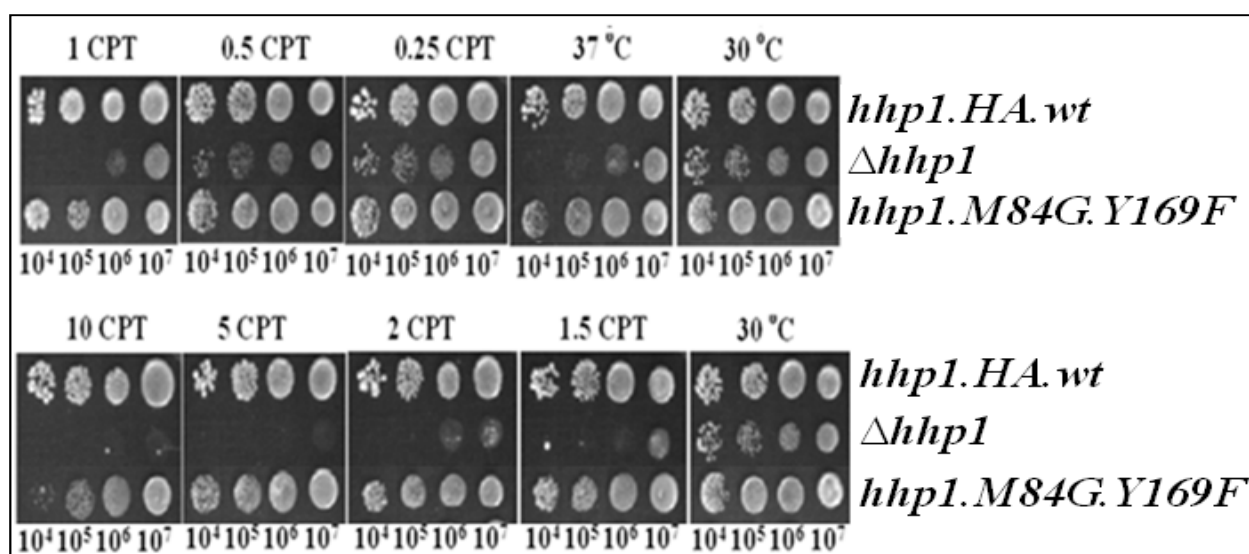 1 CPT 0.5 CPT 0.25 CPT 37 °C 30 °C
hhp1.HA.wt
Δhhp1
hhp1.M84G.Y169F
10⁴ 10⁵ 10⁶ 10⁷ 10⁴ 10⁵ 10⁶ 10⁷ 10⁴ 10⁵ 10⁶ 10⁷ 10⁴ 10⁵ 10⁶ 10⁷ 10⁴ 10⁵ 10⁶ 10⁷
10 CPT 5 CPT 2 CPT 1.5 CPT 30 °C
hhp1.HA.wt
Δhhp1
hhp1.M84G.Y169F
10⁴ 10⁵ 10⁶ 10⁷ 10⁴ 10⁵ 10⁶ 10⁷ 10⁴ 10⁵ 10⁶ 10⁷ 10⁴ 10⁵ 10⁶ 10⁷ 10⁴ 10⁵ 10⁶ 10⁷